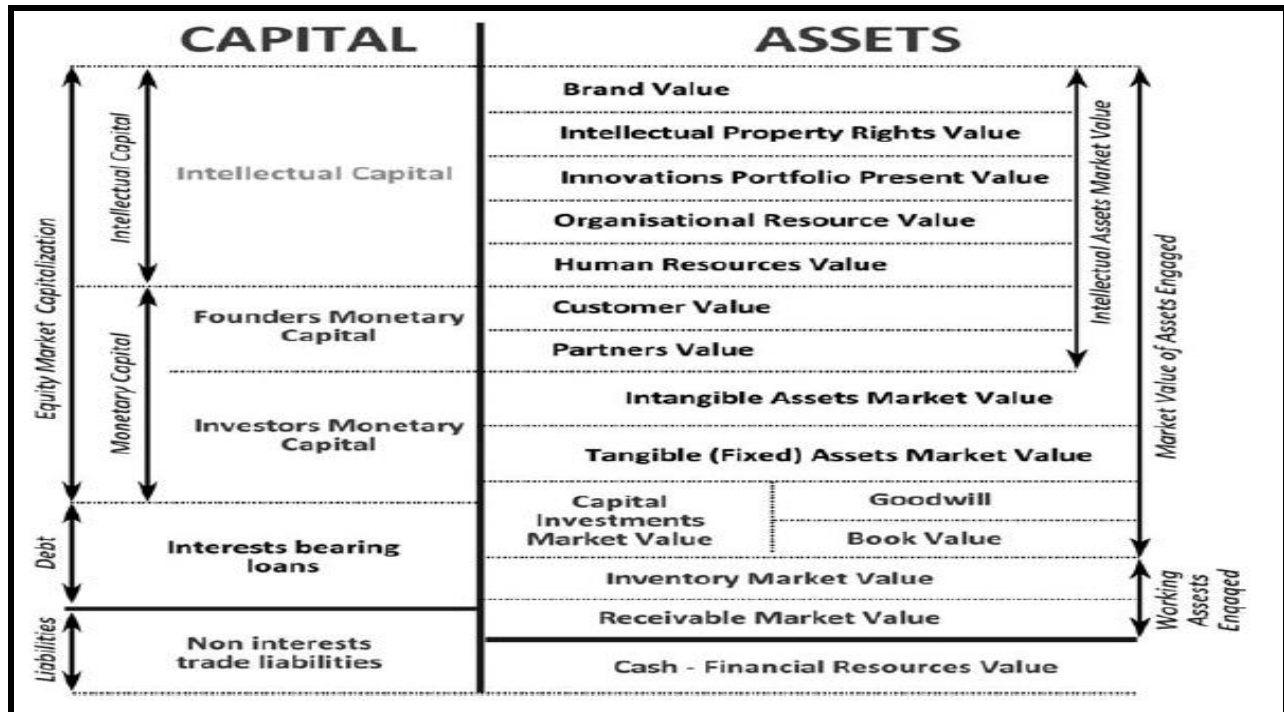 CAPITAL
ASSETS
Equity Market Capitalization
Debt
Liabilities
Intellectual Capital
Monetary Capital
Intellectual Capital
Founders Monetary
Capital
Investors Monetary
Capital
Interests bearing
loans
Non interests
trade liabilities
Brand Value
Intellectual Property Rights Value
Innovations Portfolio Present Value
Organisational Resource Value
Human Resources Value
Customer Value
Partners Value
Intangible Assets Market Value
Tangible (Fixed) Assets Market Value
Capital
Investments
Market Value
Goodwill
Book Value
Inventory Market Value
Receivable Market Value
Cash - Financial Resources Value
Intellectual Assets Market Value
Market Value of Assets Engaged
Working
Assests
Engaged